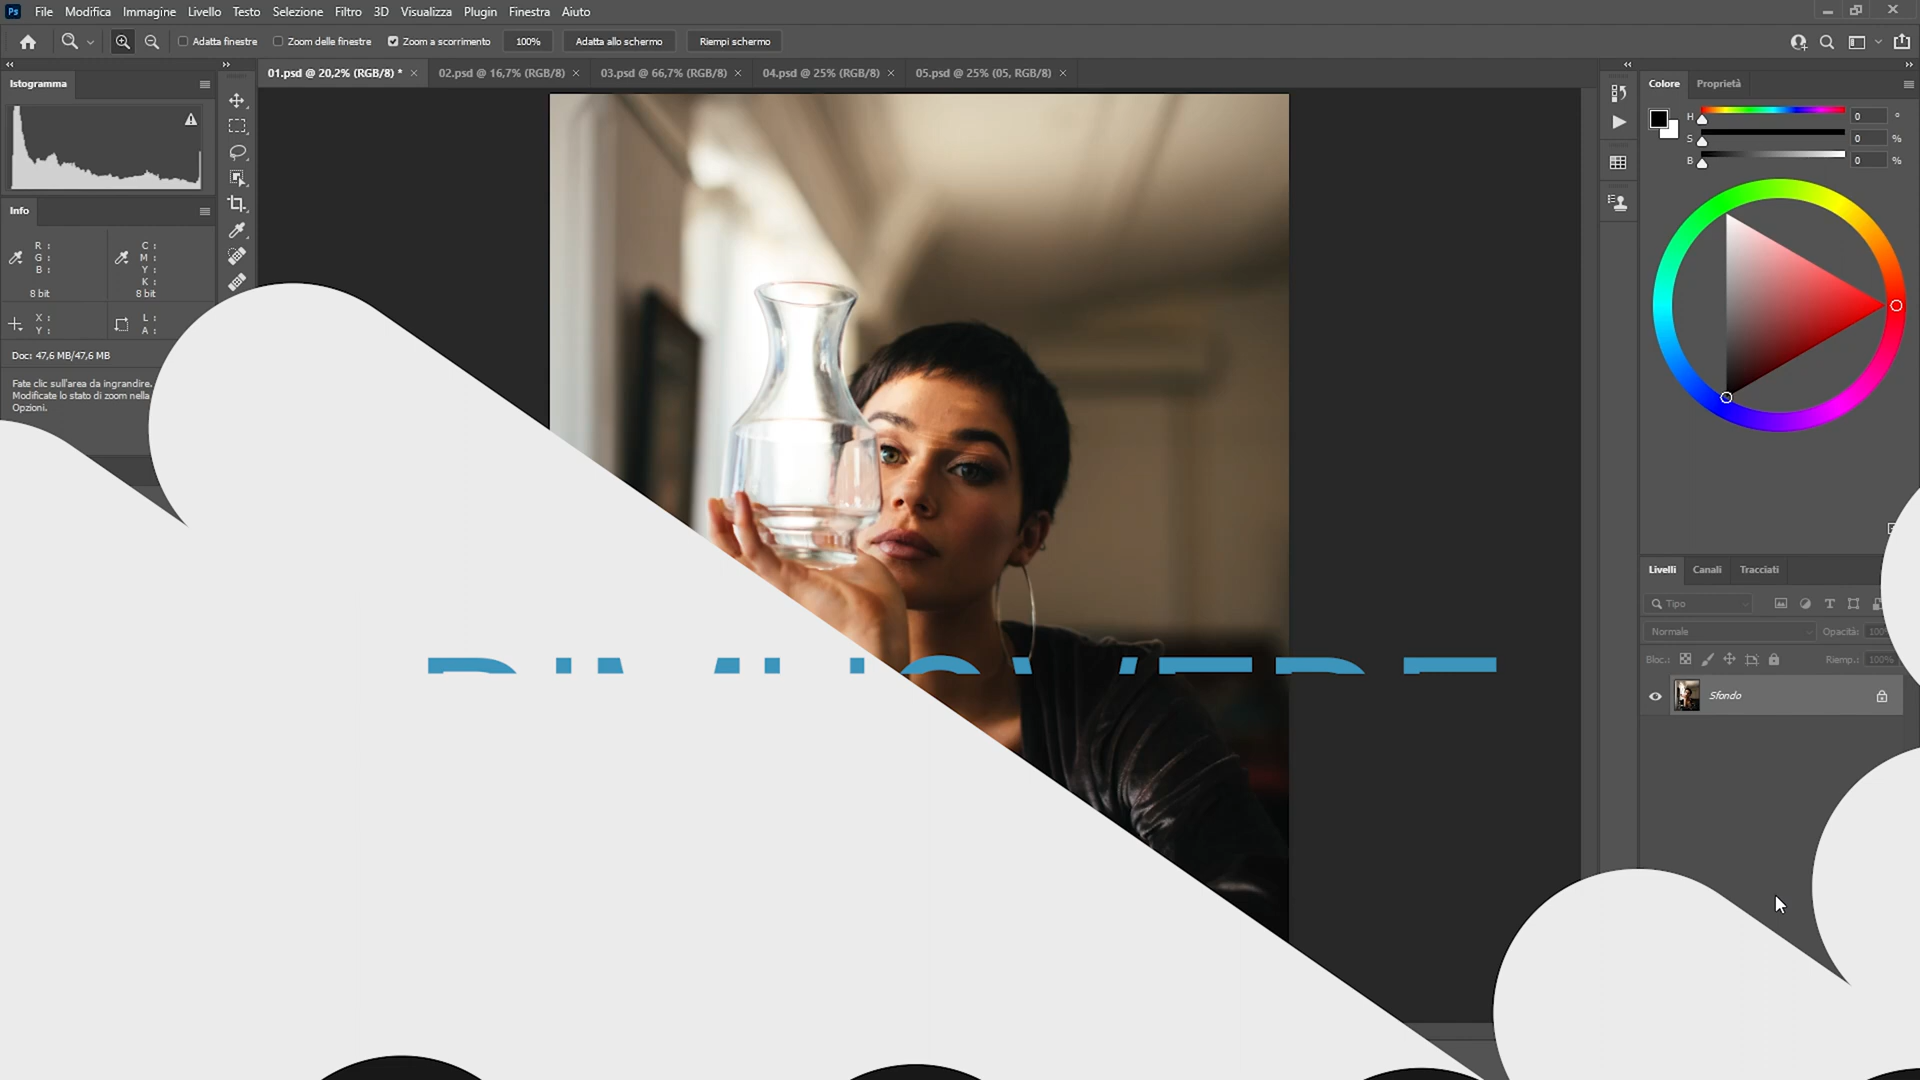 Ps File Modifica Immagine Livello Testo Selezione Filtro 3D Visualizza Plugin Finestra Aiuto
Adatta finestre Zoom delle finestre Zoom a scorrimento 100% Adatta allo schermo Riempi schermo
01.psd @ 20,2% (RGB/8) * × 02.psd @ 16,7% (RGB/8) × 03.psd @ 66,7% (RGB/8) × 04.psd @ 25% (RGB/8) × 05.psd @ 25% (05, RGB/8) ×
Istogramma
Info
R :
G :
B :
8 bit
C :
M :
Y :
K :
8 bit
X :
Y :
L :
A :
Doc: 47,6 MB/47,6 MB
Fate clic sull'area da ingrandire.
Modificate lo stato di zoom nella
Opzioni.
Colore Proprietà
H 0 °
S 0 %
B 0 %
Livelli Canali Tracciati
Tipo
Normale Opacità: 100%
Bloc.: Riemp.: 100%
Sfondo